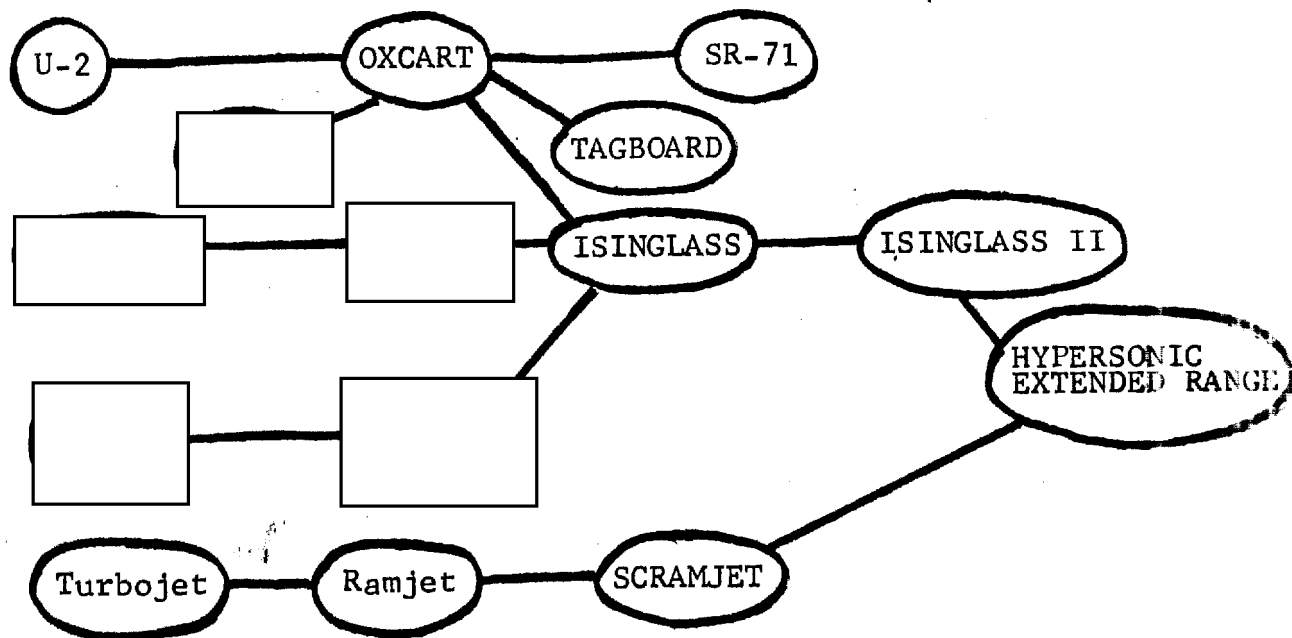 U-2
OXCART
SR-71
TAGBOARD
ISINGLASS
ISINGLASS II
HYPERSONIC
EXTENDED RANGE
Turbojet
Ramjet
SCRAMJET